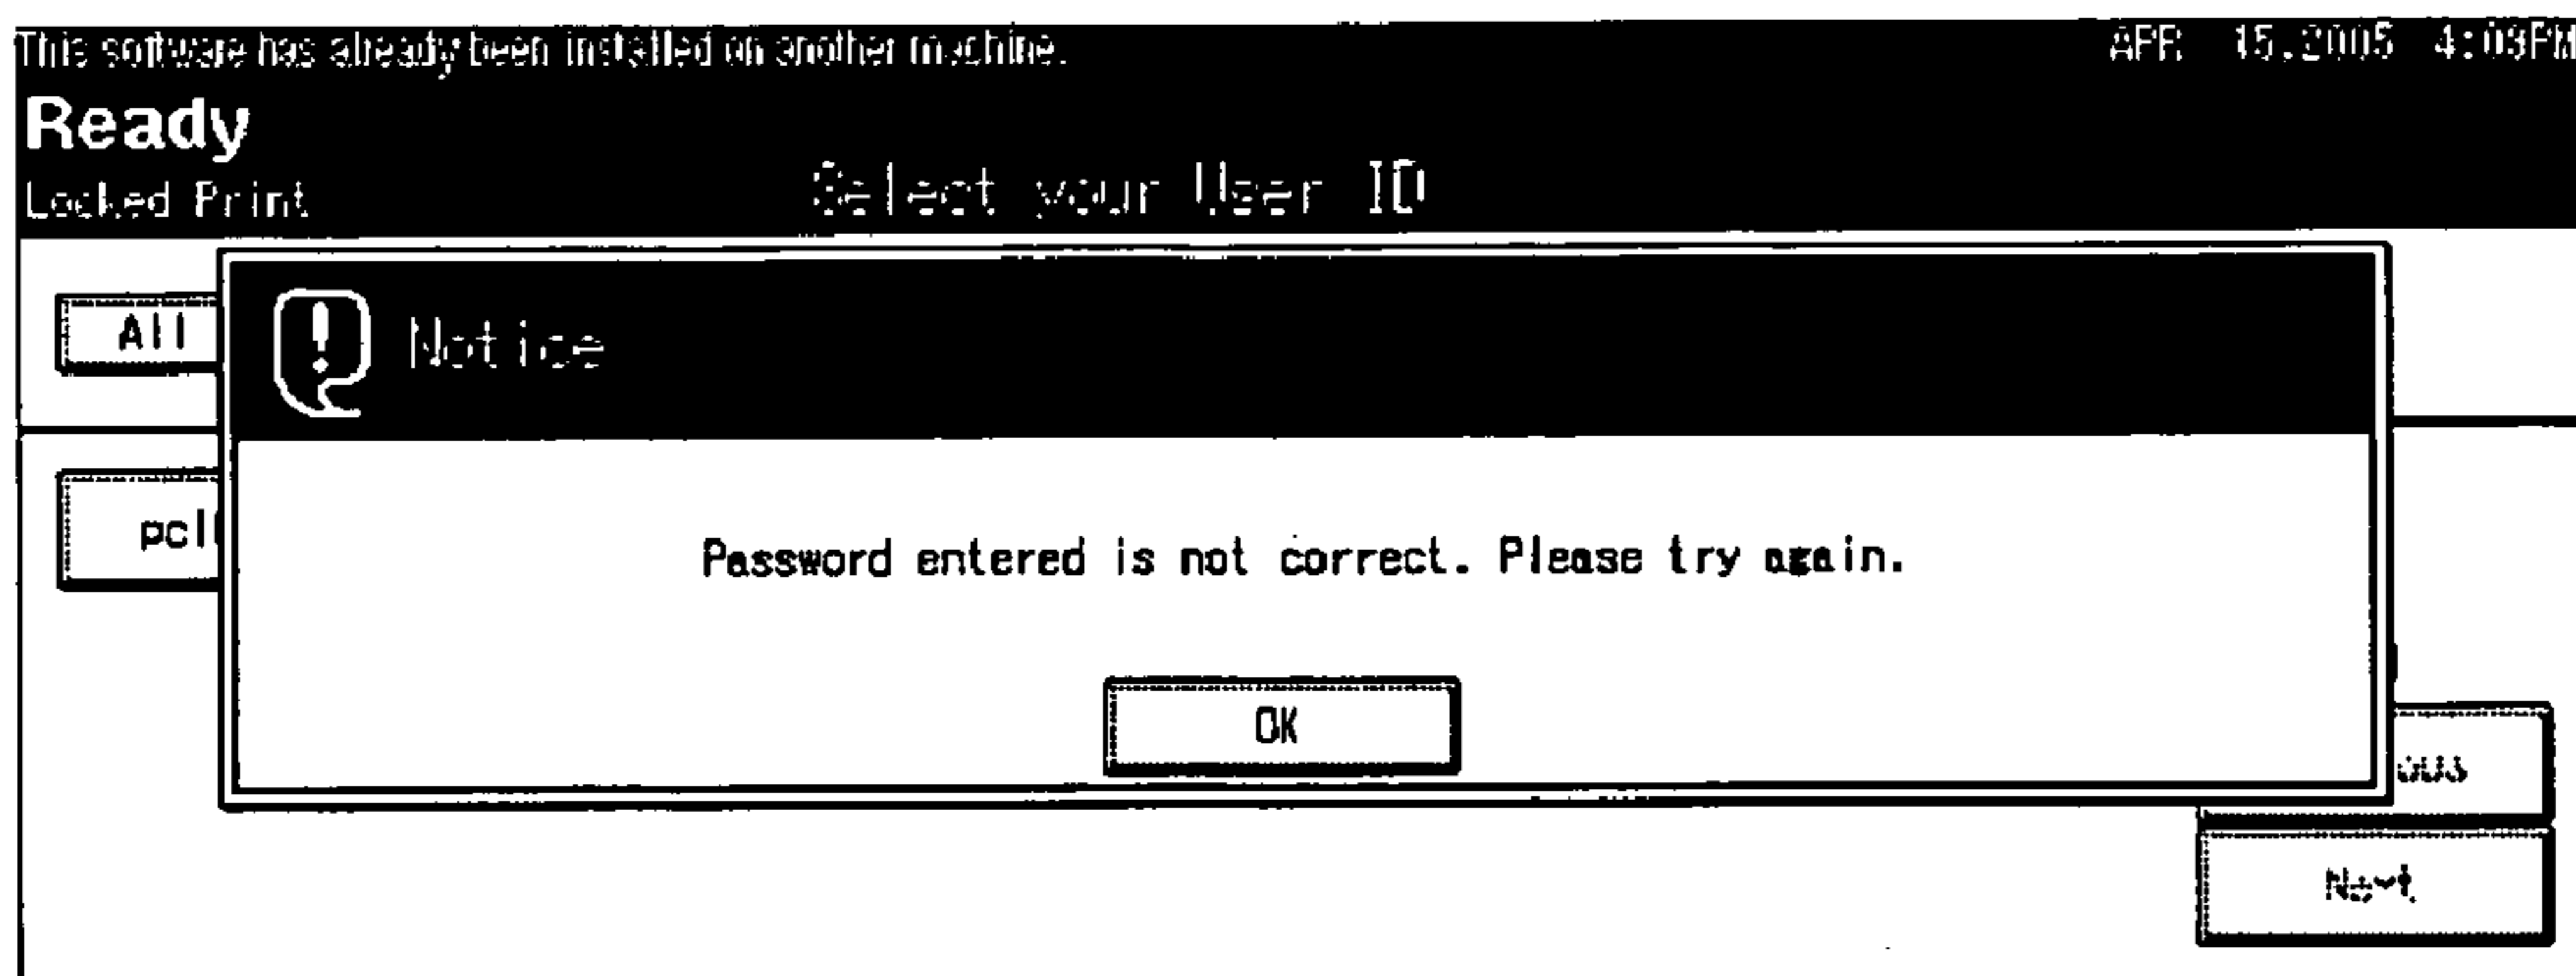 This software has already been installed on another machine.
APR 15.2005 4:03PM
Ready
Locked Print
Select your User ID
All
Notice
pcl
Password entered is not correct. Please try again.
OK
ous
Next